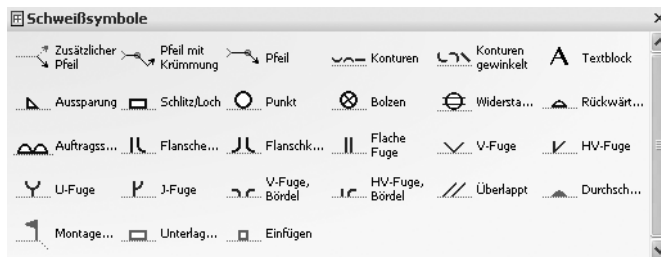 Schweißsymbole
Zusätzlicher Pfeil
Pfeil mit Krümmung
Pfeil
Konturen
Konturen gewinkelt
A Textblock
Aussparung
Schlitz/Loch
Punkt
Bolzen
Widersta...
Rückwärt...
Auftragss...
Flansche...
Flanschk...
Flache Fuge
V-Fuge
HV-Fuge
U-Fuge
J-Fuge
V-Fuge, Bördel
HV-Fuge, Bördel
Überlappt
Durchsch...
Montage...
Unterlag...
Einfügen